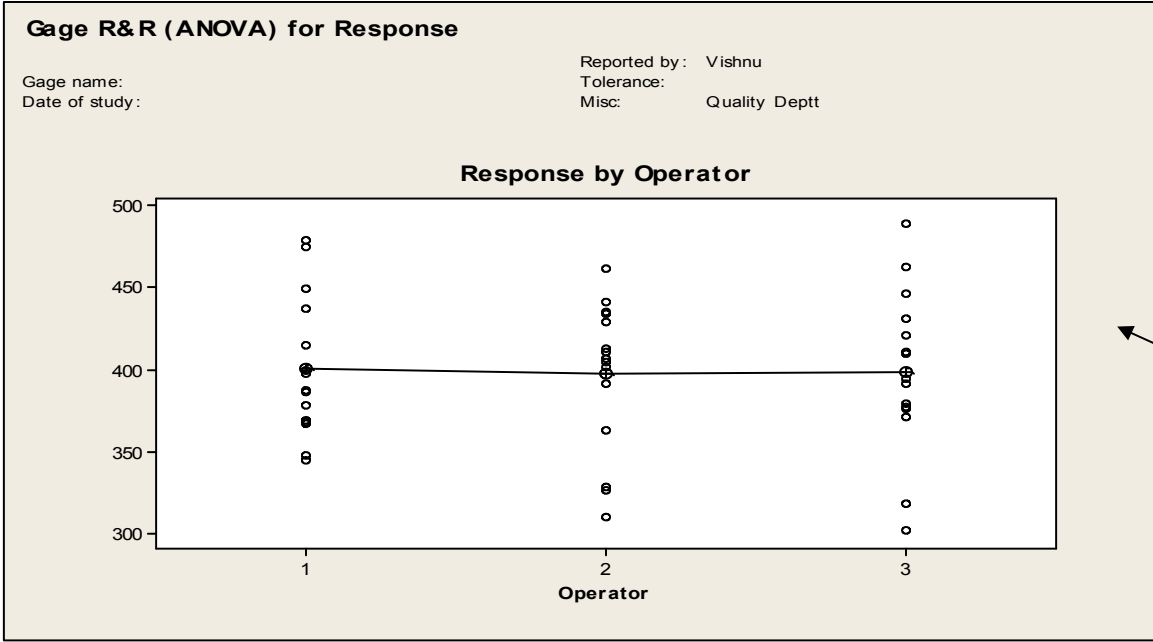 Gage R&R (ANOVA) for Response
Gage name:
Date of study:
Reported by: Vishnu
Tolerance:
Misc: Quality Deptt
Response by Operator
500
450
400
350
300
1 2 3
Operator